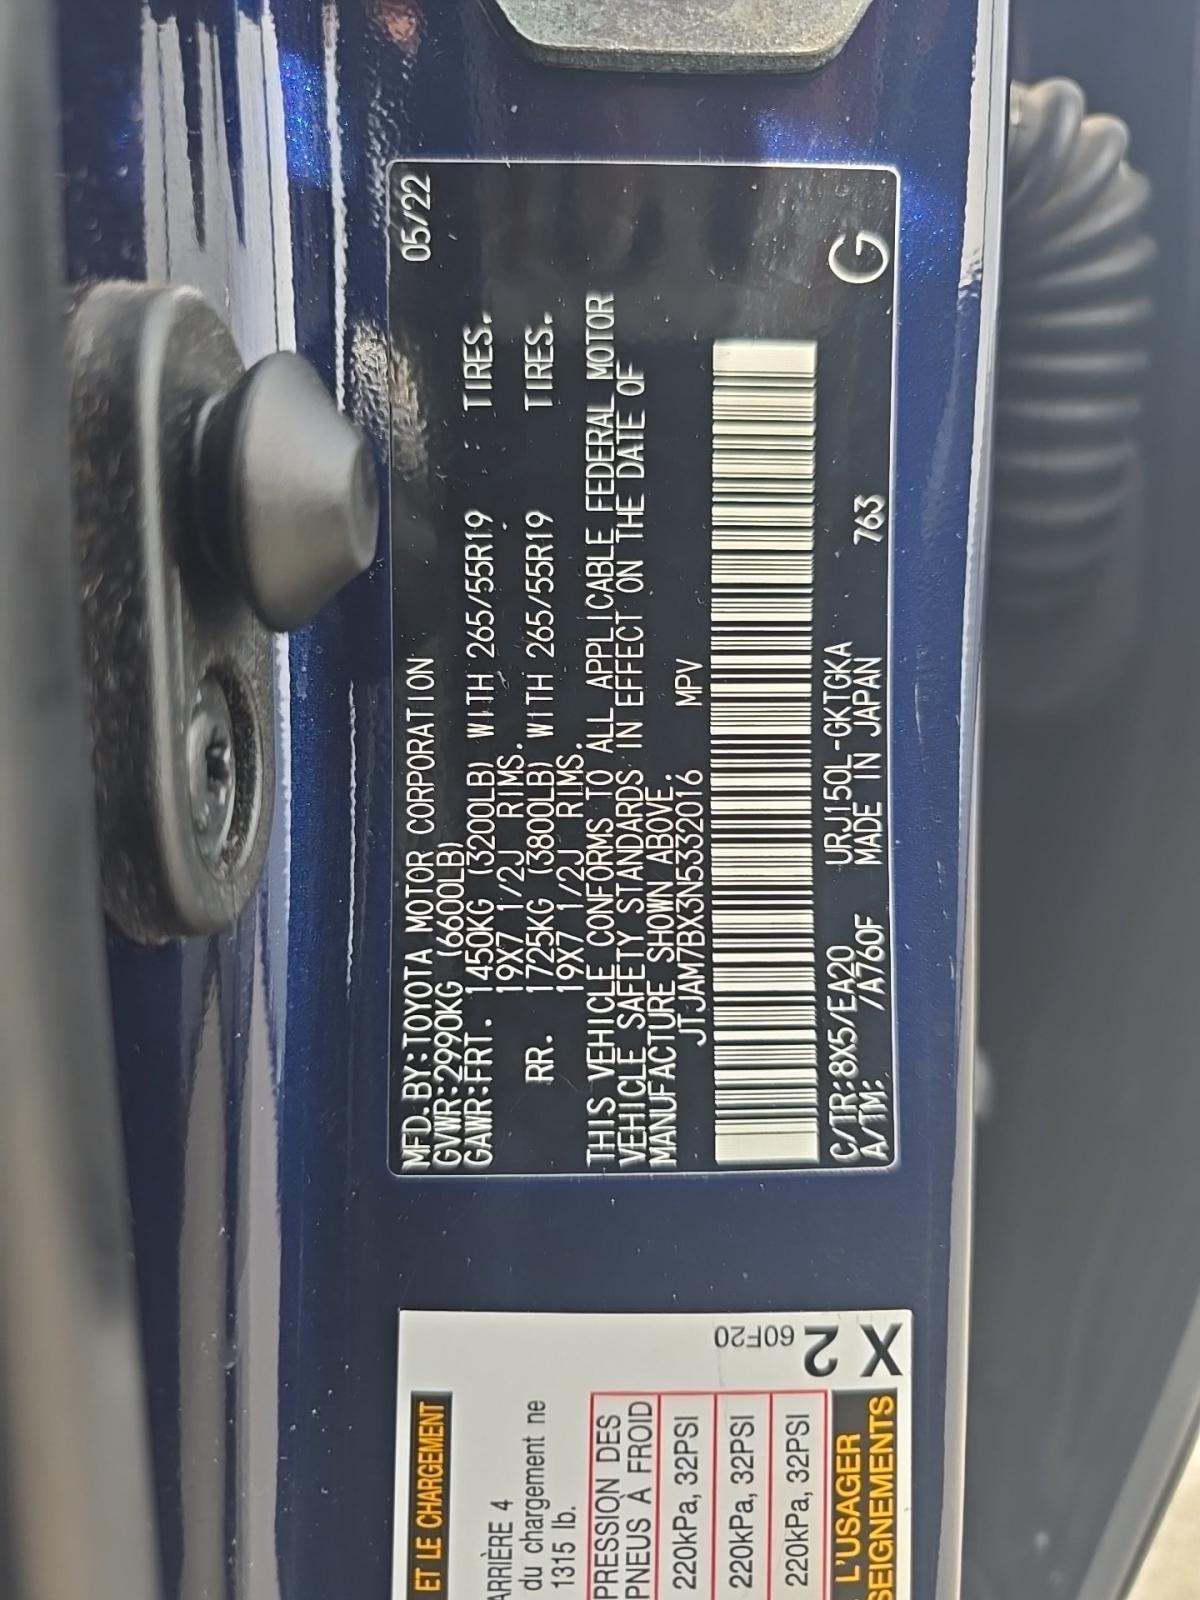 MFD. BY: TOYOTA MOTOR CORPORATION 05/22
GVWR: 2990KG (6600LB)
GAWR: FRT. 1450KG (3200LB) WITH 265/55R19 TIRES.
19X7 1/2J RIMS.
RR. 1725KG (3800LB) WITH 265/55R19 TIRES.
19X7 1/2J RIMS.
THIS VEHICLE CONFORMS TO ALL APPLICABLE FEDERAL MOTOR
VEHICLE SAFETY STANDARDS IN EFFECT ON THE DATE OF
MANUFACTURE SHOWN ABOVE.
JTJAM7BX3N5332016 MPV
C/TR: 8X5/EA20 URJ150L-GKTGKA
A/TM: /A760F MADE IN JAPAN 763
G
ET LE CHARGEMENT
ARRIÈRE 4
du chargement ne
1315 lb.
PRESSION DES
PNEUS À FROID
220kPa, 32PSI
220kPa, 32PSI
220kPa, 32PSI
L'USAGER
SEIGNEMENTS
60F20
X2